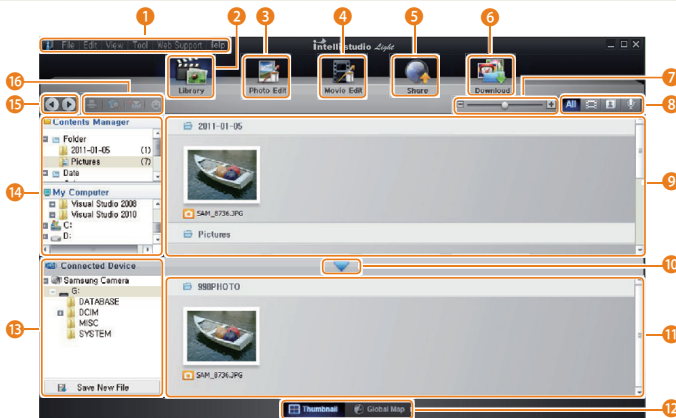 1
2
3
4
5
6
File Edit View Tool Web Support Help
Intelli-studio Light
Library
Photo Edit
Movie Edit
Share
Download
7
16
15
All
8
Contents Manager
Folder
2011-01-05 (1)
Pictures (7)
Date
14
My Computer
Visual Studio 2008
Visual Studio 2010
C:
D:
2011-01-05
SAM_8736.JPG
Pictures
9
10
Connected Device
Samsung Camera
G:
DATABASE
DCIM
MISC
SYSTEM
13
Save New File
998PHOTO
SAM_8736.JPG
11
Thumbnail
Global Map
12